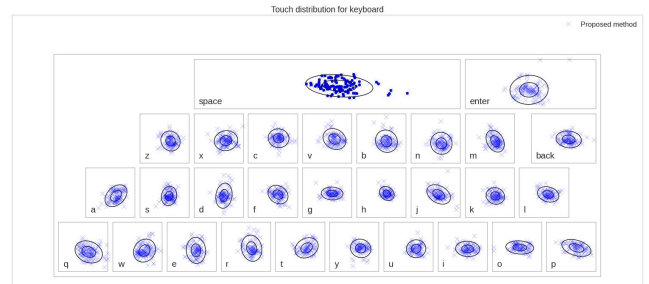 Touch distribution for keyboard
Proposed method
space enter
z x c v b n m back
a s d f g h j k l
q w e r t y u i o p